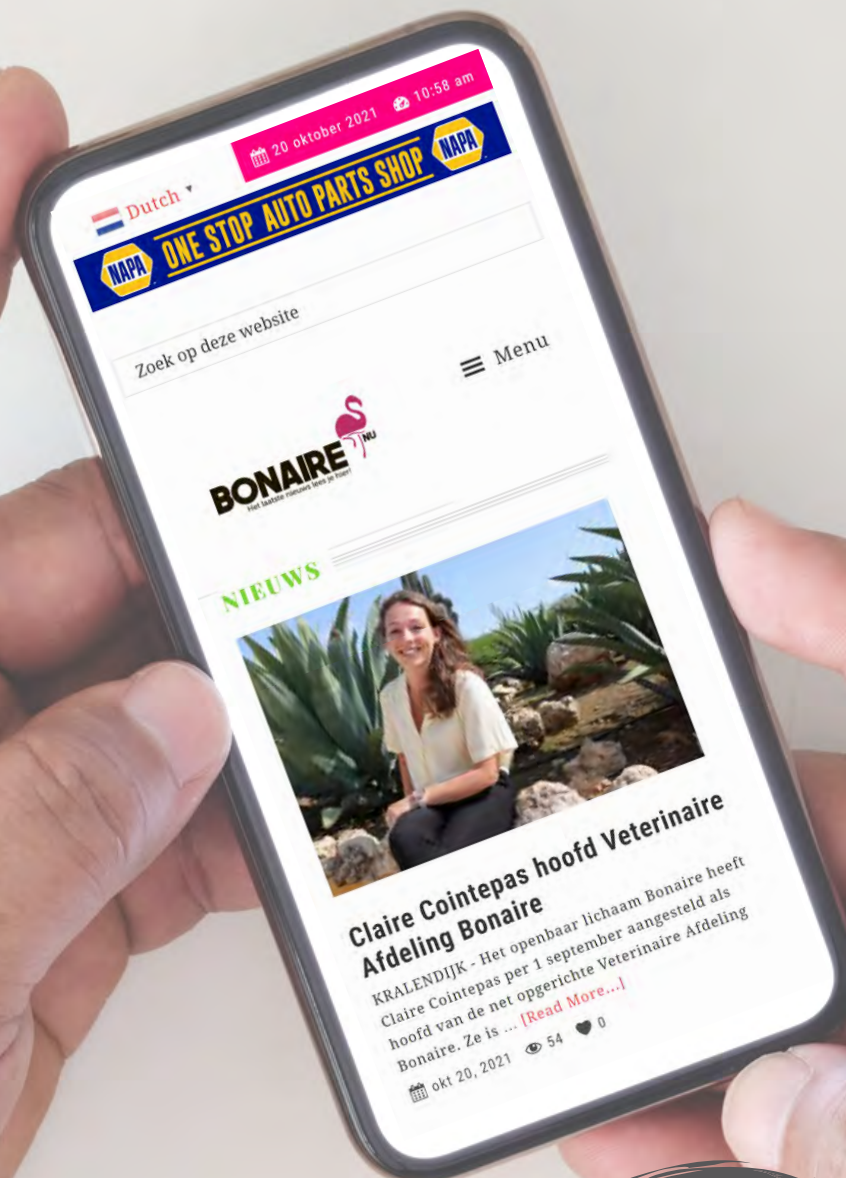 20 oktober 2021 10:58 am
Dutch
NAPA ONE STOP AUTO PARTS SHOP NAPA
Zoek op deze website
Menu
BONAIRE NU
Het laatste nieuws lees je hier!
NIEUWS
Claire Cointepas hoofd Veterinaire
Afdeling Bonaire
KRALENDIJK - Het openbaar lichaam Bonaire heeft
Claire Cointepas per 1 september aangesteld als
hoofd van de net opgerichte Veterinaire Afdeling
Bonaire. Ze is ... [Read More...]
okt 20, 2021 54 0